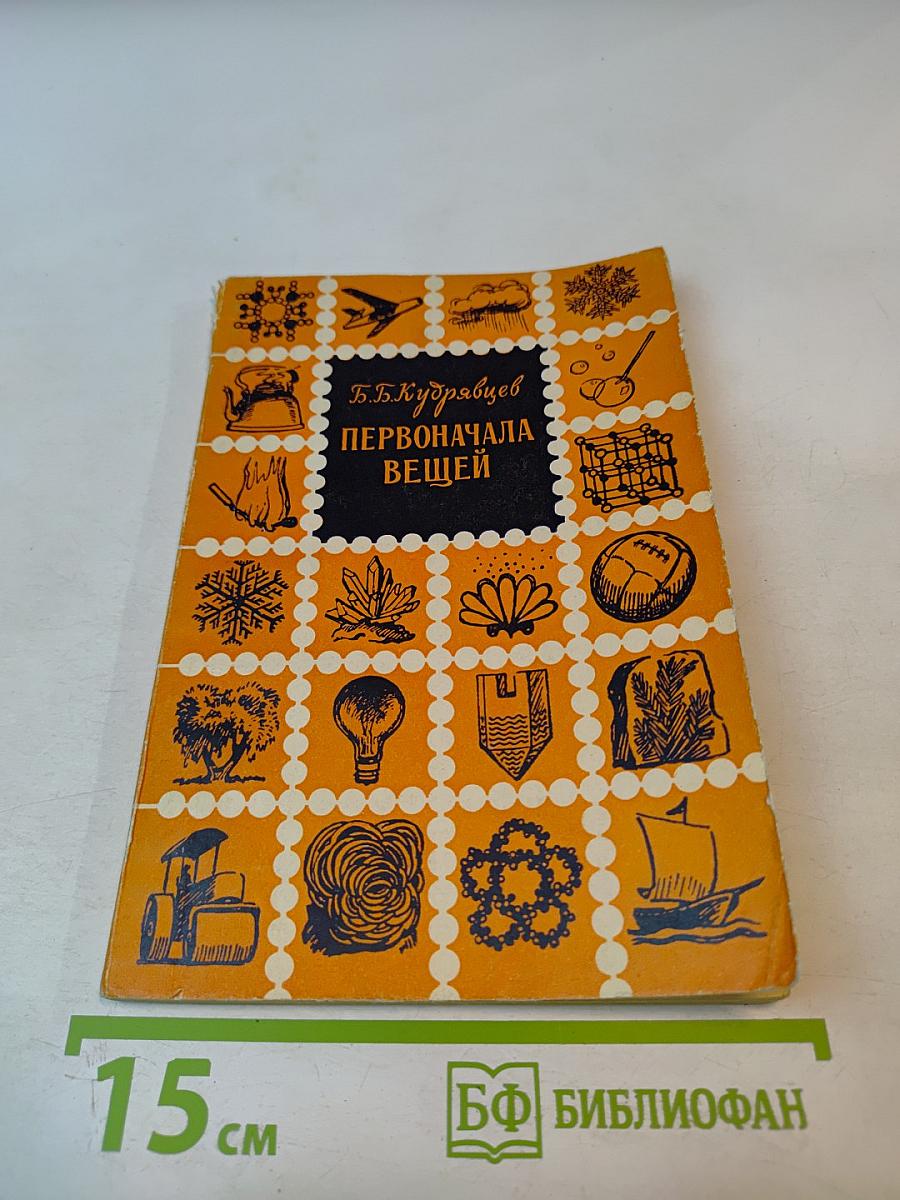 Б.Б.Кудрявцев
ПЕРВОНАЧАЛА
ВЕЩЕЙ
15 см
БФ БИБЛИОФАН